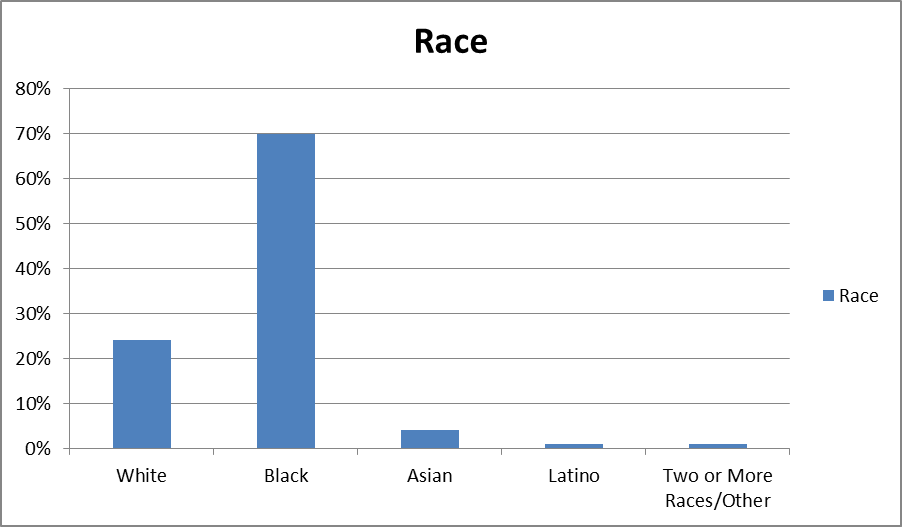 Race
80%
70%
60%
50%
40%
30%
20%
10%
0%
Race
White
Black
Asian
Latino
Two or More
Races/Other